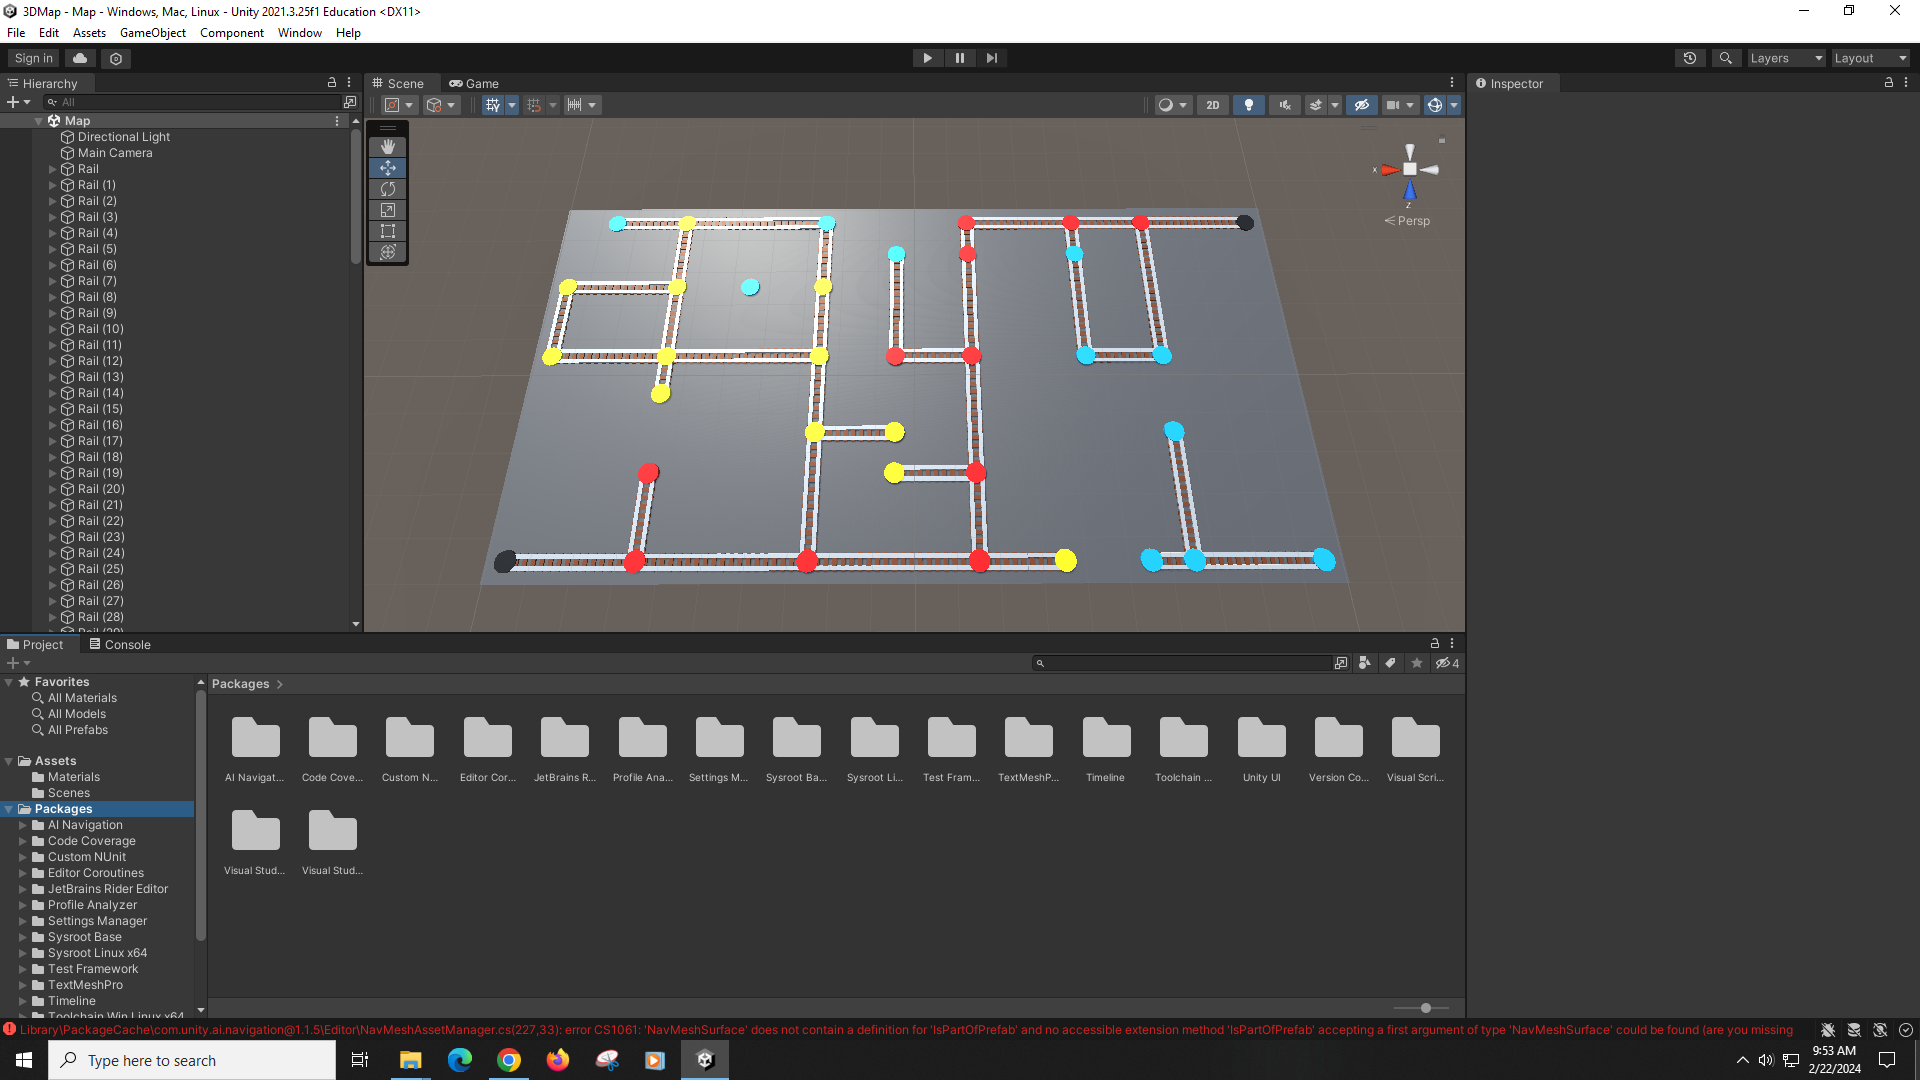 3DMap - Map - Windows, Mac, Linux - Unity 2021.3.25f1 Education <DX11>
File Edit Assets GameObject Component Window Help
Sign in
Layers
Layout
Hierarchy
All
Map
Directional Light
Main Camera
Rail
Rail (1)
Rail (2)
Rail (3)
Rail (4)
Rail (5)
Rail (6)
Rail (7)
Rail (8)
Rail (9)
Rail (10)
Rail (11)
Rail (12)
Rail (13)
Rail (14)
Rail (15)
Rail (16)
Rail (17)
Rail (18)
Rail (19)
Rail (20)
Rail (21)
Rail (22)
Rail (23)
Rail (24)
Rail (25)
Rail (26)
Rail (27)
Rail (28)
Scene Game
2D
x
z
Persp
Inspector
Project Console
4
Favorites
All Materials
All Models
All Prefabs
Assets
Materials
Scenes
Packages
AI Navigation
Code Coverage
Custom NUnit
Editor Coroutines
JetBrains Rider Editor
Profile Analyzer
Settings Manager
Sysroot Base
Sysroot Linux x64
Test Framework
TextMeshPro
Timeline
Toolchain Win Linux x64
Packages
AI Navigat... Code Cove... Custom N... Editor Cor... JetBrains R... Profile Ana... Settings M... Sysroot Ba... Sysroot Li... Test Fram... TextMeshP... Timeline Toolchain ... Unity UI Version Co... Visual Scri...
Visual Stud... Visual Stud...
Library\PackageCache\com.unity.ai.navigation@1.1.5\Editor\NavMeshAssetManager.cs(227,33): error CS1061: 'NavMeshSurface' does not contain a definition for 'IsPartOfPrefab' and no accessible extension method 'IsPartOfPrefab' accepting a first argument of type 'NavMeshSurface' could be found (are you missing
Type here to search
9:53 AM
2/22/2024